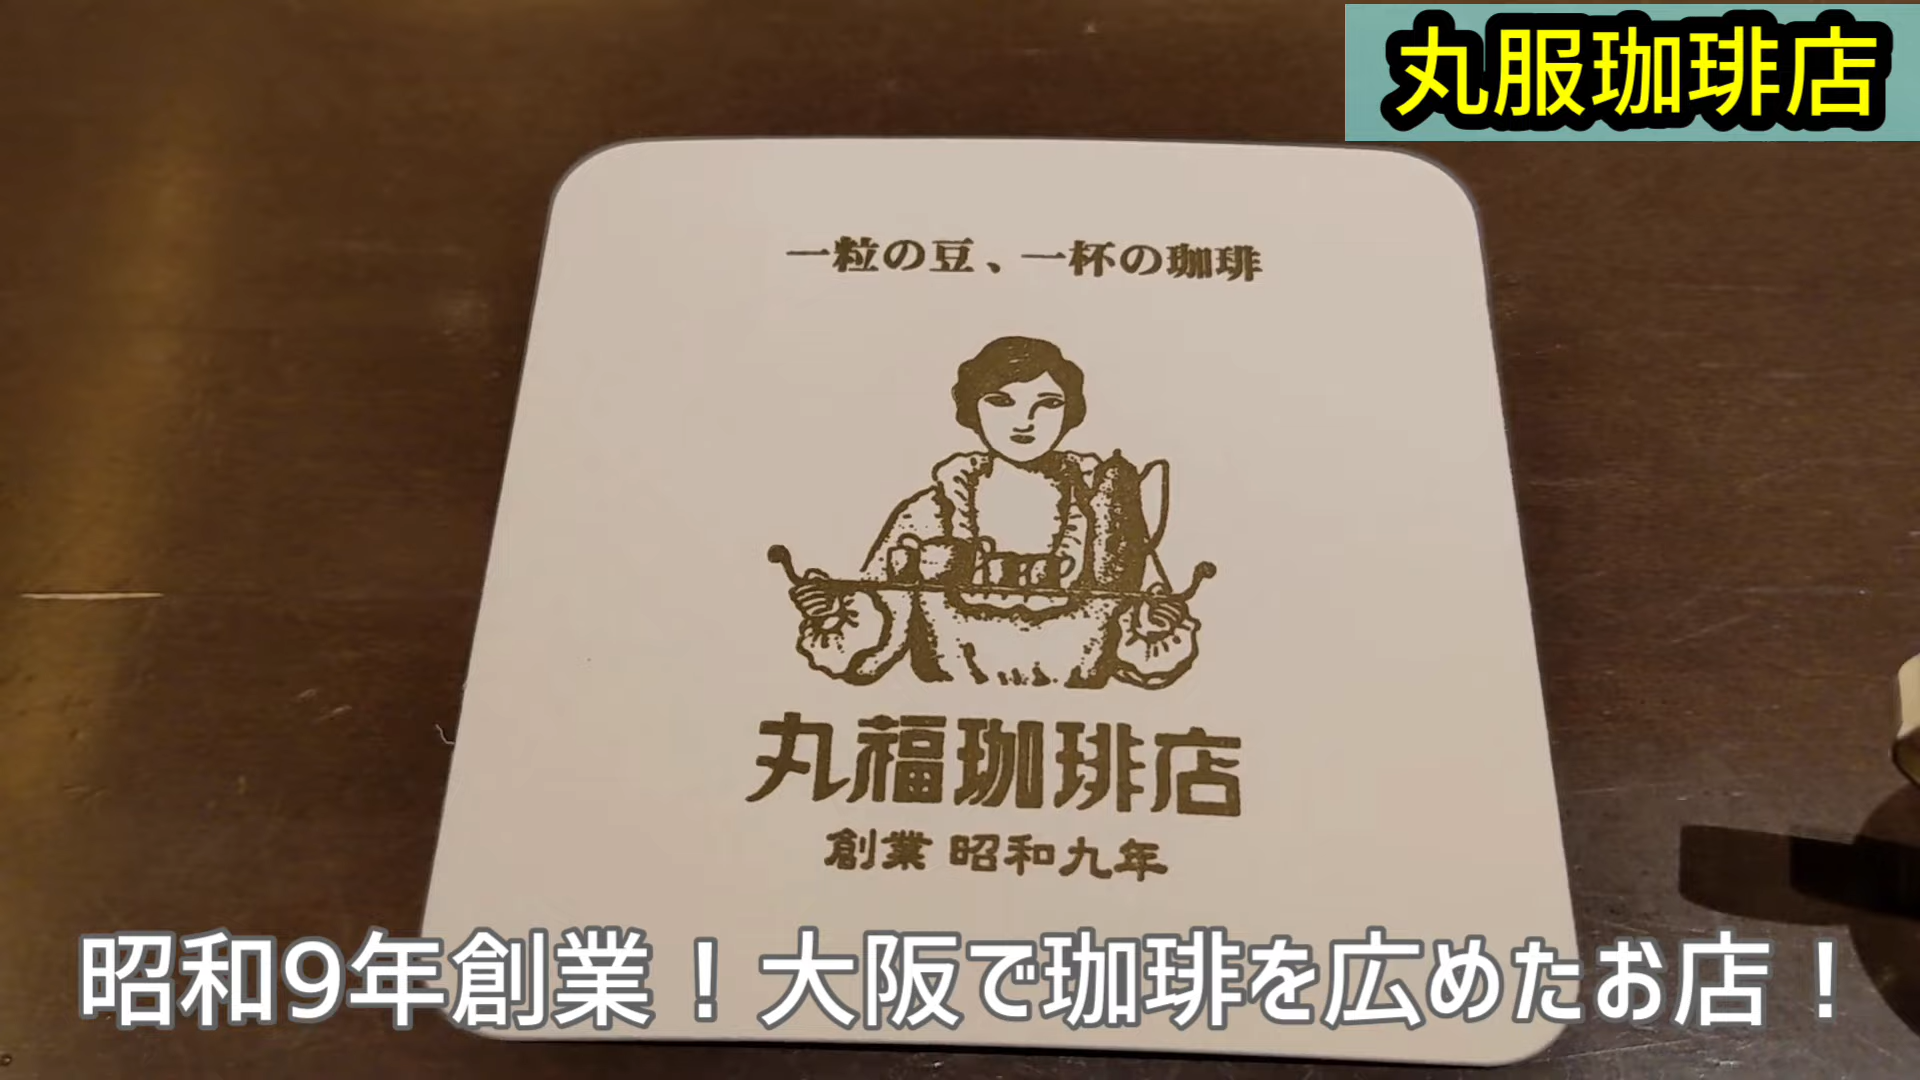 丸服珈琲店
一粒の豆、一杯の珈琲
丸福珈琲店
創業 昭和九年
昭和9年創業！大阪で珈琲を広めたお店！